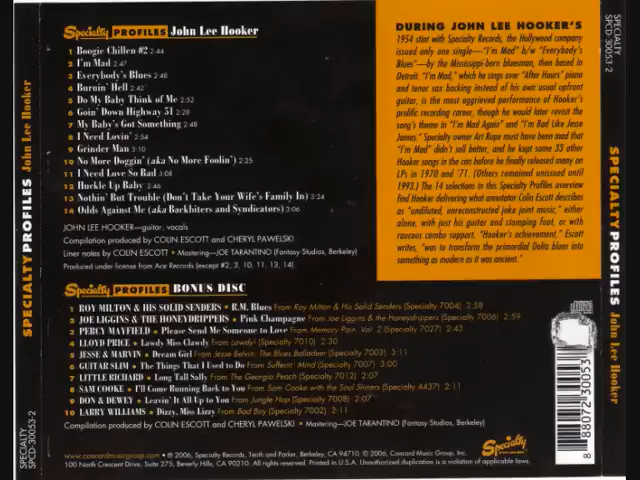 Specialty PROFILES John Lee Hooker
1 Boogie Chillen #2 2:44
2 I'm Mad 2:47
3 Everybody's Blues 2:48
4 Burnin' Hell 2:42
5 Do My Baby Think of Me 2:52
6 Goin' Down Highway 51 2:29
7 My Baby's Got Something 2:48
8 I Need Lovin' 2:54
9 Grinder Man 3:10
10 No More Doggin' (aka No More Foolin') 2:25
11 I Need Love So Bad 3:08
12 Huckle Up Baby 2:46
13 Nothin' But Trouble (Don't Take Your Wife's Family In) 3:24
14 Odds Against Me (aka Backbiters and Syndicators) 3:06
JOHN LEE HOOKER—guitar, vocals
Compilation produced by COLIN ESCOTT and CHERYL PAWELSKI
Liner notes by COLIN ESCOTT • Mastering—JOE TARANTINO (Fantasy Studios, Berkeley)
Produced under license from Ace Records (except #2, 3, 10, 11, 13, 14)
DURING JOHN LEE HOOKER'S
1954 stint with Specialty Records, the Hollywood company
issued only one single—"I'm Mad" b/w "Everybody's
Blues"—by the Mississippi-born bluesman, then based in
Detroit. "I'm Mad," which he sings over "After Hours" piano
and tenor sax backing instead of his own usual upfront
guitar, is the most aggrieved performance of Hooker's
prolific recording career, though he would later revisit the
song's theme in "I'm Mad Again" and "I'm Bad Like Jesse
James." Specialty owner Art Rupe must have been mad that
"I'm Mad" didn't sell better, and he kept some 33 other
Hooker songs in the can before he finally released many on
LPs in 1970 and '71. (Others remained unissued until
1993.) The 14 selections in this Specialty Profiles overview
find Hooker delivering what annotator Colin Escott describes
as "undiluted, unreconstructed juke joint music," either
alone, with just his guitar and stomping foot, or with
raucous combo support. "Hooker's achievement," Escott
writes, "was to transform the primordial Delta blues into
something as modern as it was ancient."
Specialty PROFILES BONUS DISC
1 ROY MILTON & HIS SOLID SENDERS • R.M. Blues From Roy Milton & His Solid Senders (Specialty 7004) 2:58
2 JOE LIGGINS & THE HONEYDRIPPERS • Pink Champagne From Joe Liggins & the Honeydrippers (Specialty 7006) 2:59
3 PERCY MAYFIELD • Please Send Me Someone to Love From Memory Pain, Vol. 2 (Specialty 7027) 2:43
4 LLOYD PRICE • Lawdy Miss Clawdy From Lawdy! (Specialty 7010) 2:30
5 JESSE & MARVIN • Dream Girl From Jesse Belvin: The Blues Balladeer (Specialty 7003) 3:11
6 GUITAR SLIM • The Things That I Used to Do From Sufferin' Mind (Specialty 7007) 3:00
7 LITTLE RICHARD • Long Tall Sally From The Georgia Peach (Specialty 7012) 2:07
8 SAM COOKE • I'll Come Running Back to You From Sam Cooke with the Soul Stirrers (Specialty 4437) 2:11
9 DON & DEWEY • Leavin' It All Up to You From Jungle Hop (Specialty 7008) 2:07
10 LARRY WILLIAMS • Dizzy, Miss Lizzy From Bad Boy (Specialty 7002) 2:11
Compilation produced by COLIN ESCOTT and CHERYL PAWELSKI • Mastering—JOE TARANTINO (Fantasy Studios, Berkeley)
www.concordmusicgroup.com • ℗ 2006, Specialty Records, Tenth and Parker, Berkeley, CA 94710. © 2006, Concord Music Group, Inc.
100 North Crescent Drive, Suite 275, Beverly Hills, CA 90210. All rights reserved. Printed in U.S.A. Unauthorized duplication is a violation of applicable laws.
Specialty
8 88072 30053
SPECIALTY PROFILES John Lee Hooker
SPECIALTY
SPCD-30053-2
SPECIALTY
SPCD-30053-2
SPECIALTY PROFILES John Lee Hooker